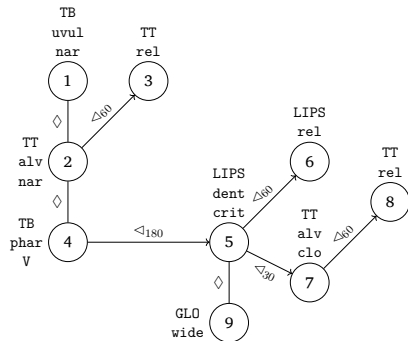 TB
uvul
nar
TT
rel
1
3
◁60
◇
TT
alv
nar
2
LIPS
rel
6
◇
LIPS
dent
crit
◁60
TT
rel
8
TB
phar
V
4
◁180
5
◁30
TT
alv
clo
7
◁60
◇
GLO
wide
9